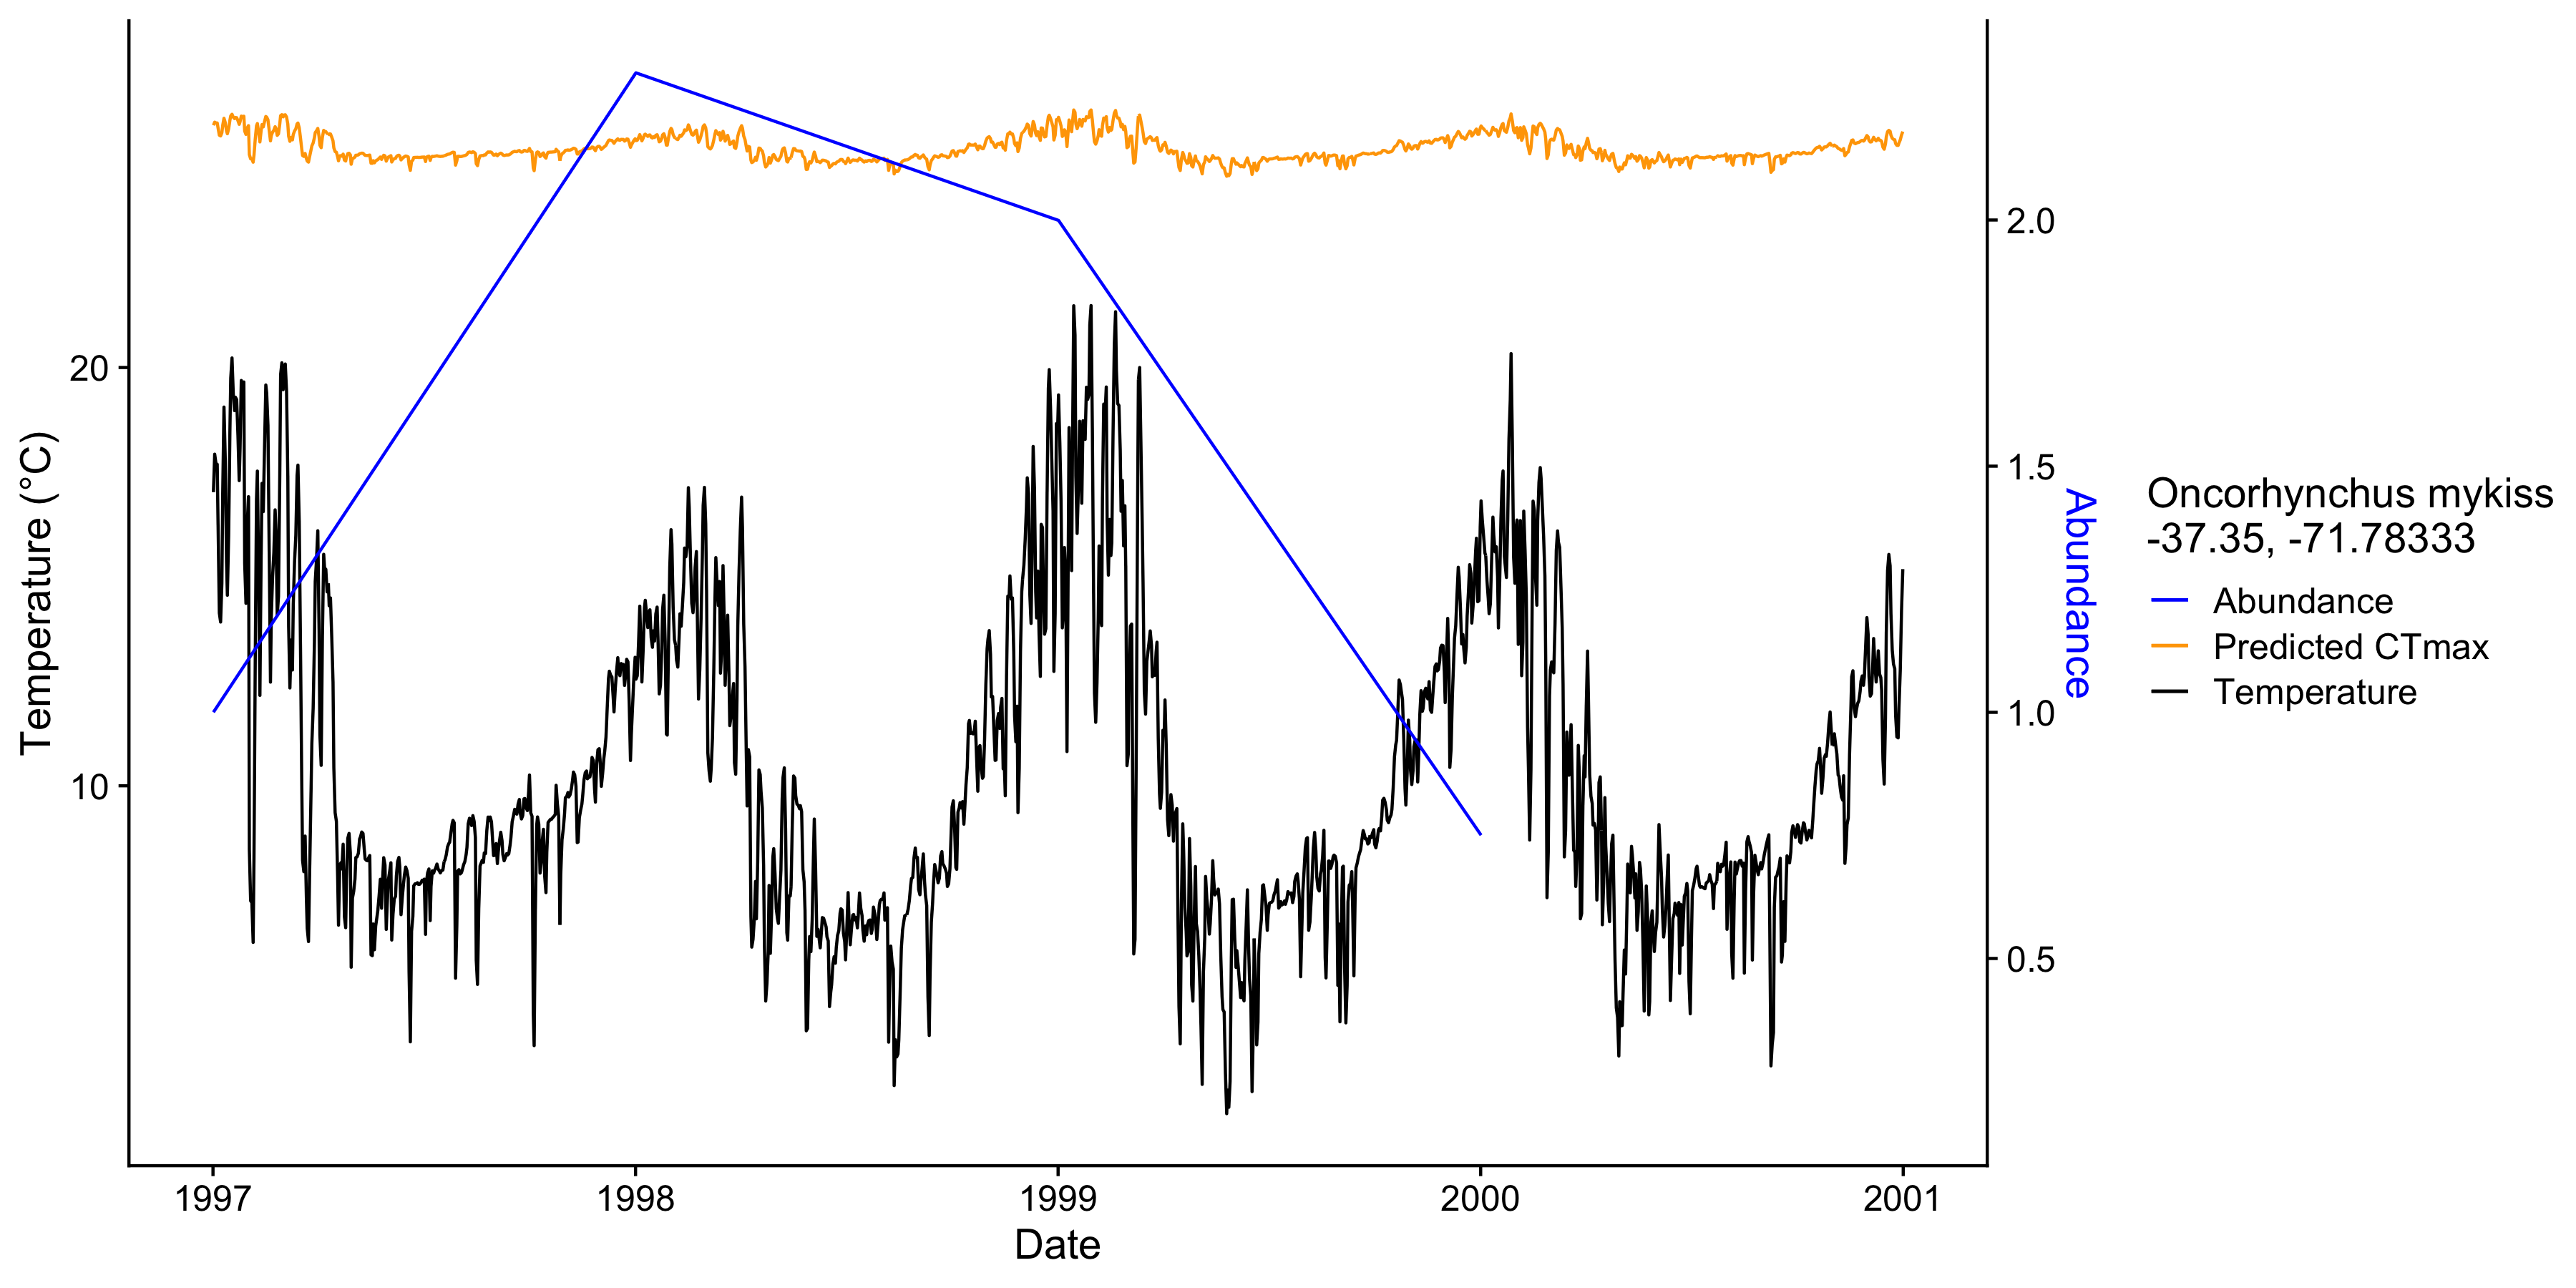 Temperature (°C)
20
10
1997
1998
1999
2000
2001
Date
2.0
1.5
1.0
0.5
Abundance
Oncorhynchus mykiss
-37.35, -71.78333
Abundance
Predicted CTmax
Temperature